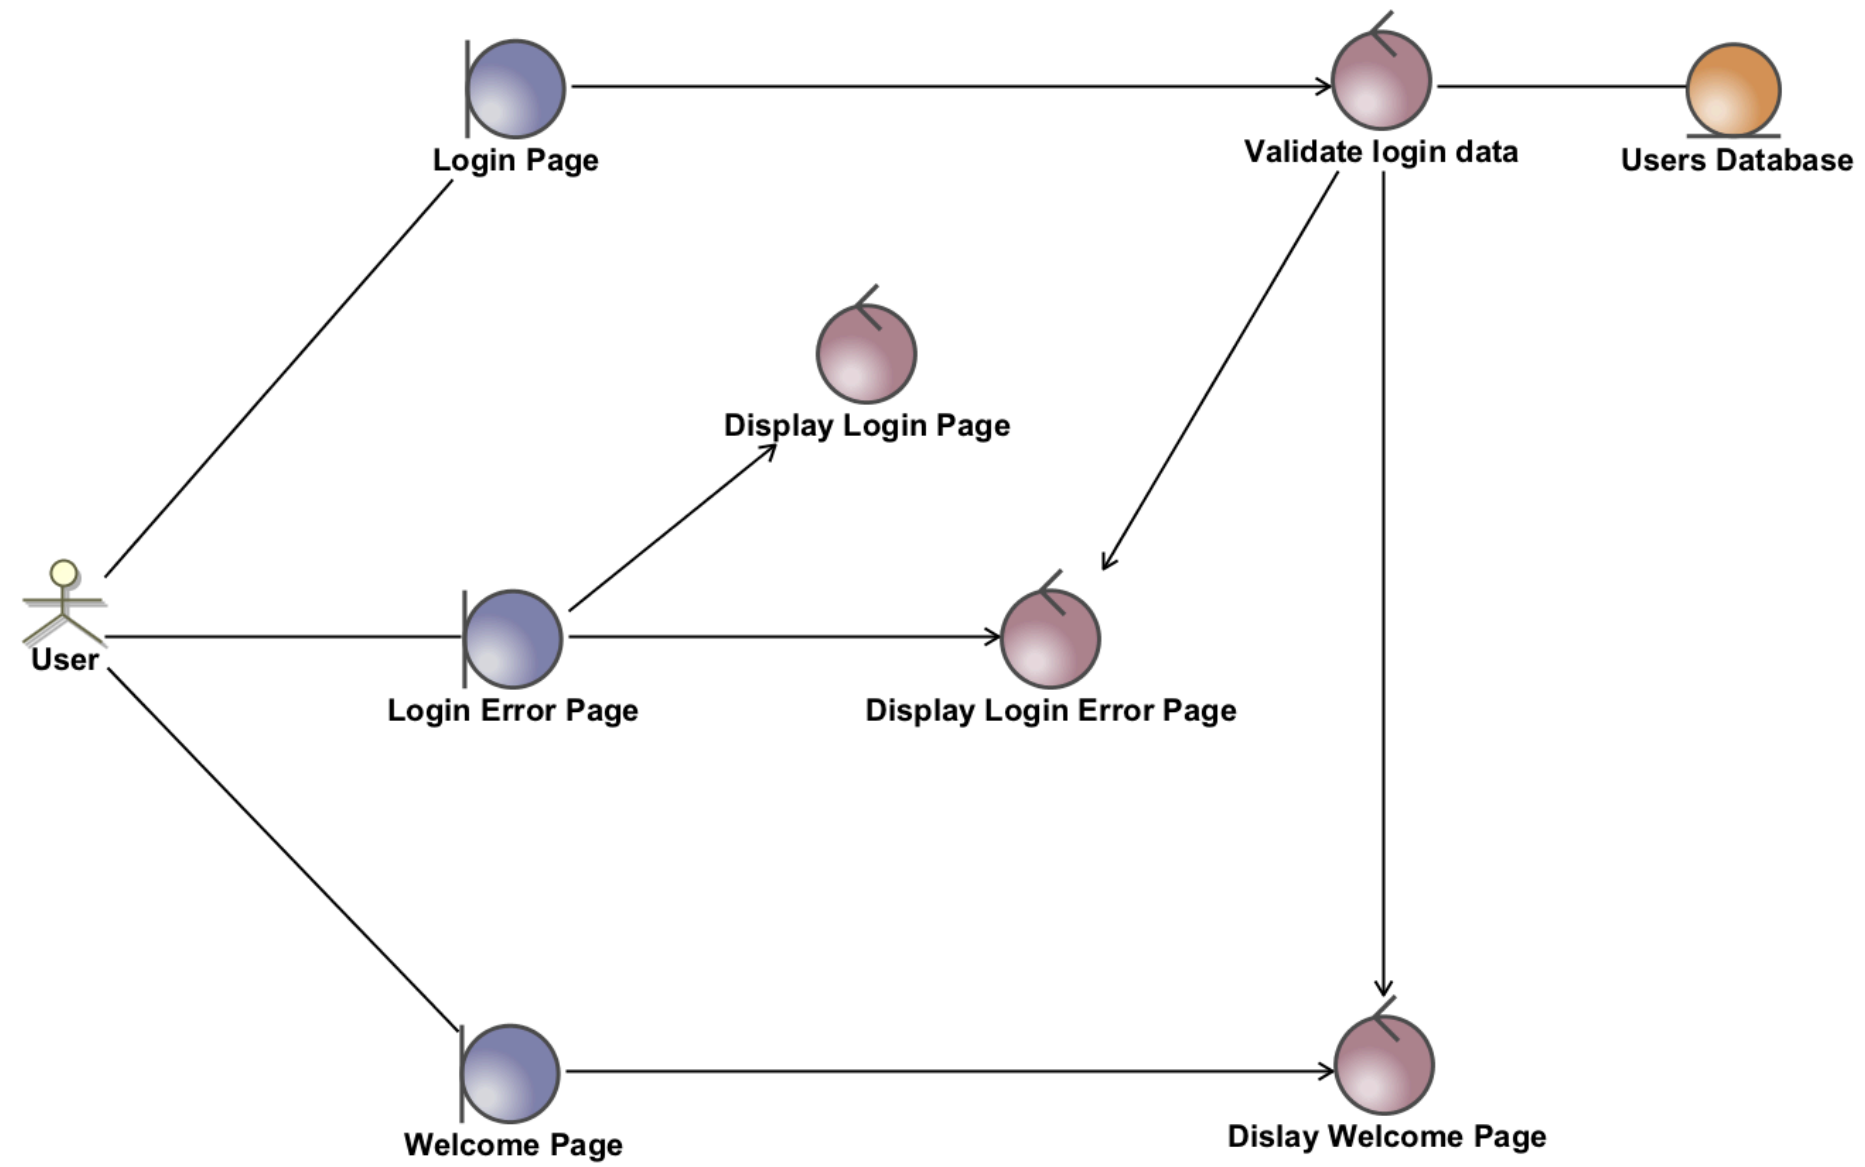 Login Page
Validate login data
Users Database
Display Login Page
User
Login Error Page
Display Login Error Page
Welcome Page
Dislay Welcome Page